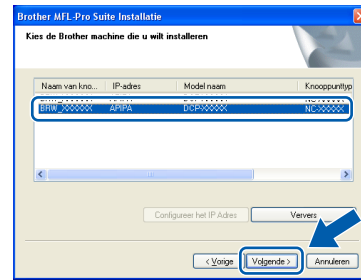 Brother MFL-Pro Suite Installatie
Kies de Brother machine die u wilt installeren
Naam van kno... IP-adres Model naam Knooppunttyp
BRW_XXXXXX APIPA DCP-XXXXX NC-XXXXX
Configureer het IP Adres Ververs
< Vorige Volgende > Annuleren